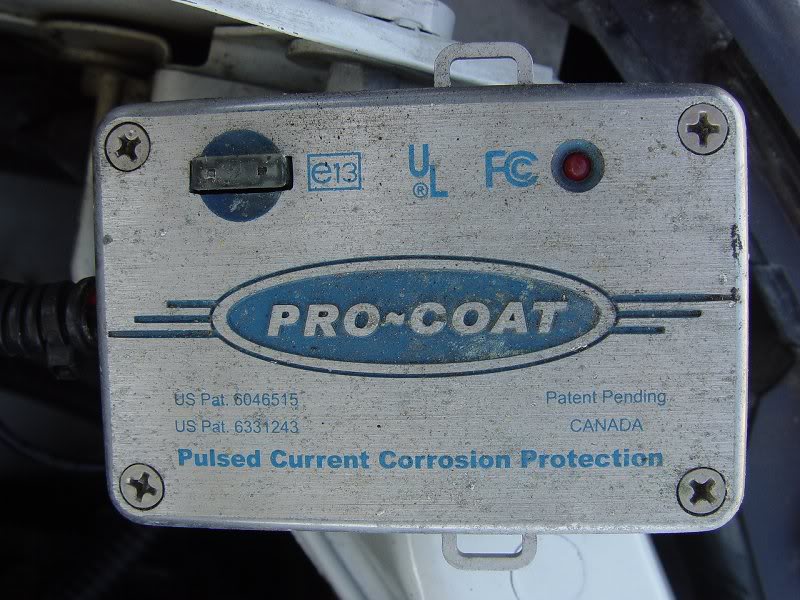 e13 UL® FC
PRO~COAT
US Pat. 6046515 Patent Pending
US Pat. 6331243 CANADA
Pulsed Current Corrosion Protection